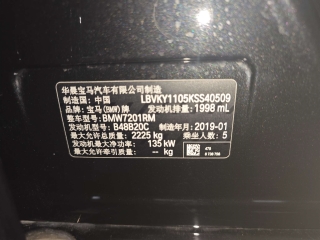 华晨宝马汽车有限公司制造
制造国: 中国 LBVKY1105KSS40509
品牌: 宝马(BMW)牌 发动机排量: 1998 mL
整车型号: BMW7201RM
发动机型号: B48B20C 制造年月: 2019-01
最大允许总质量: 2225 kg 乘坐人数: 5
发动机最大净功率: 135 kW
最大允许牵引质量: -- kg